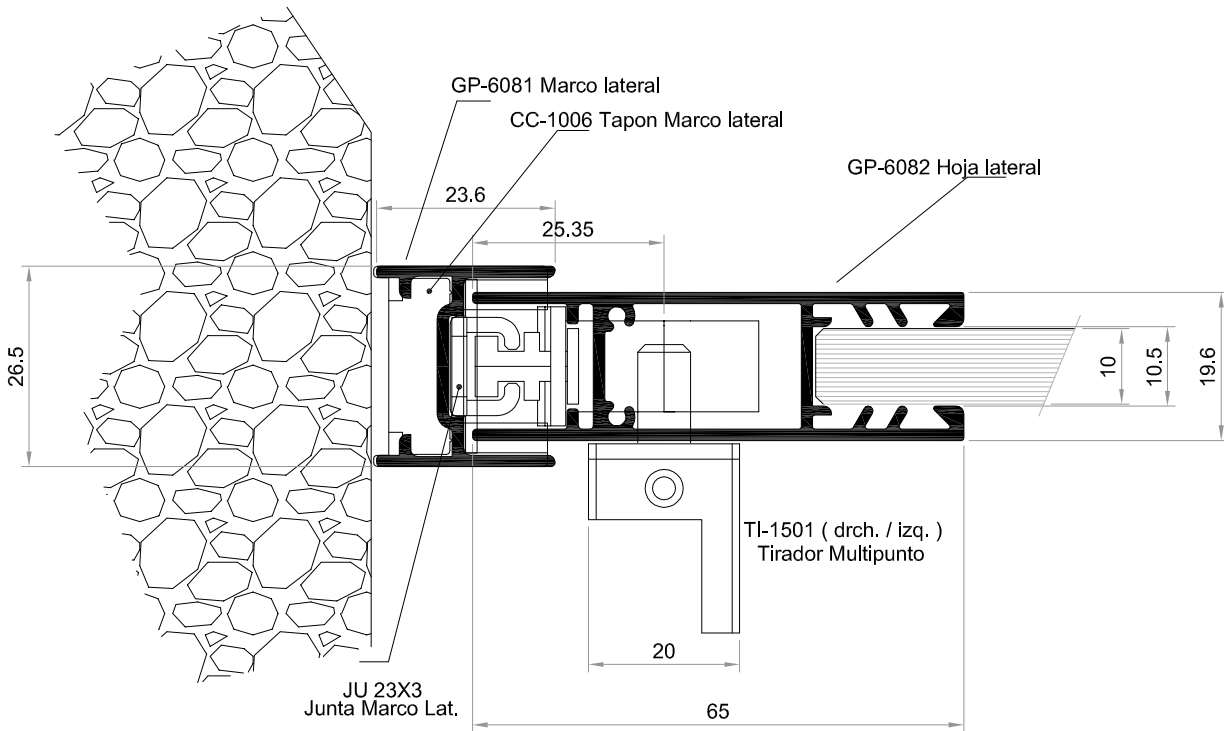 GP-6081 Marco lateral
CC-1006 Tapon Marco lateral
GP-6082 Hoja lateral
23.6
25.35
26.5
10
10.5
19.6
TI-1501 ( drch. / izq. )
Tirador Multipunto
20
JU 23X3
Junta Marco Lat.
65